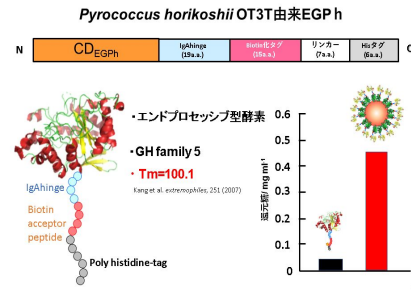 Pyrococcus horikoshii OT3T由来EGP h
N
CDEGPh
IgAhinge
(19a.a.)
Biotin化タグ
(15a.a.)
リンカー
(7a.a.)
Hisタグ
(6a.a.)
C
・エンドプロセッシブ型酵素
・GH family 5
・ Tm=100.1
Kang et al. extremophiles, 251 (2007)
IgAhinge
Biotin
acceptor
peptide
Poly histidine-tag
還元糖/ mg ml-1
0.6
0.5
0.4
0.3
0.2
0.1
0